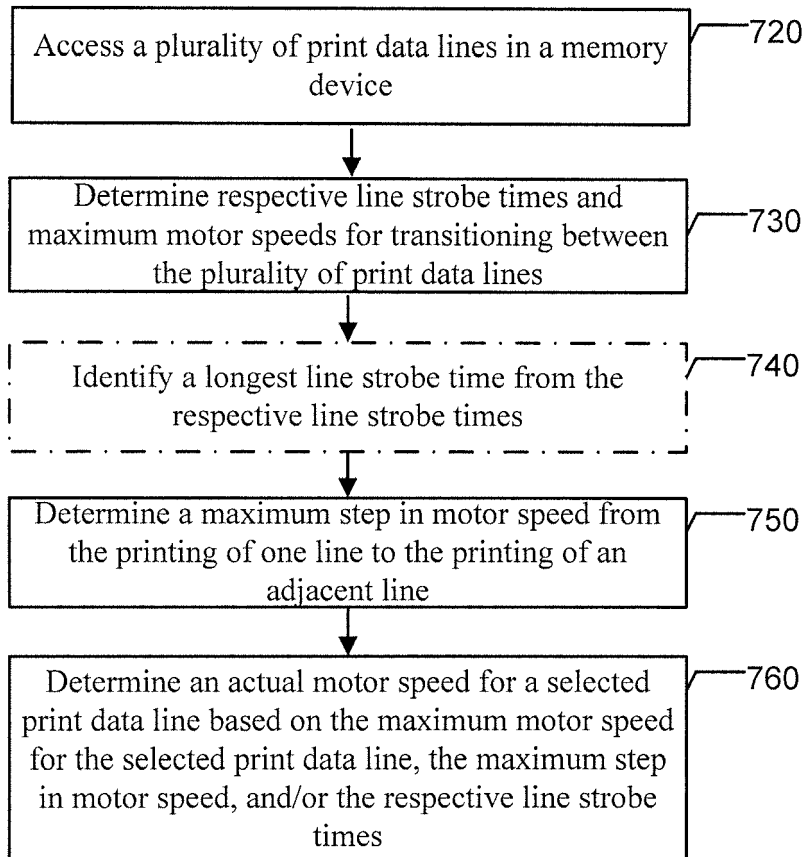 Access a plurality of print data lines in a memory
device
720
Determine respective line strobe times and
maximum motor speeds for transitioning between
the plurality of print data lines
730
Identify a longest line strobe time from the
respective line strobe times
740
Determine a maximum step in motor speed from
the printing of one line to the printing of an
adjacent line
750
Determine an actual motor speed for a selected
print data line based on the maximum motor speed
for the selected print data line, the maximum step
in motor speed, and/or the respective line strobe
times
760